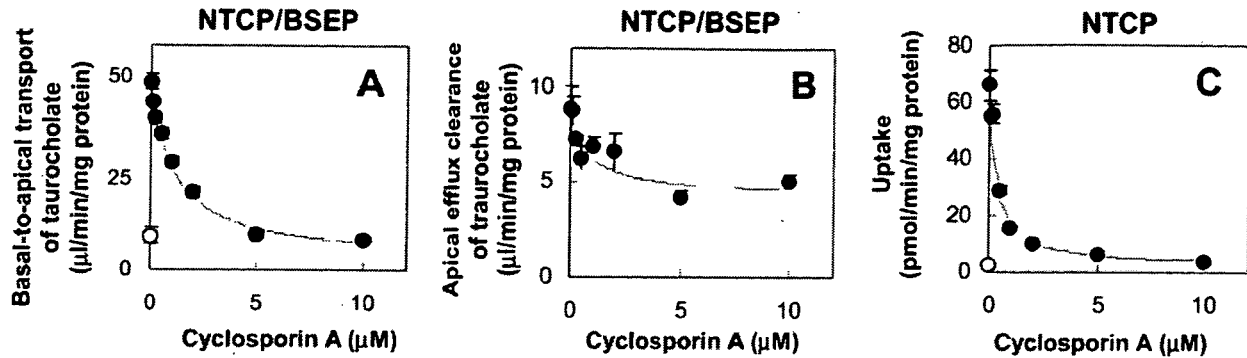 NTCP/BSEP
A
Basal-to-apical transport
of taurocholate
(µl/min/mg protein)
50
25
0
0
5
10
Cyclosporin A (µM)
NTCP/BSEP
B
Apical efflux clearance
of traurocholate
(µl/min/mg protein)
10
5
0
0
5
10
Cyclosporin A (µM)
NTCP
C
Uptake
(pmol/min/mg protein)
80
60
40
20
0
0
5
10
Cyclosporin A (µM)